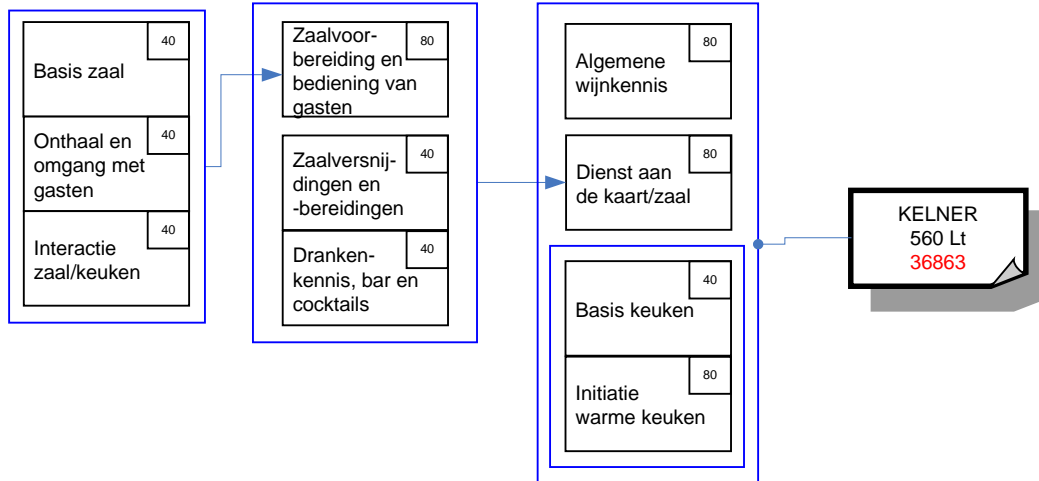 40
Basis zaal
40
Onthaal en
omgang met
gasten
40
Interactie
zaal/keuken
80
Zaalvoor-
bereiding en
bediening van
gasten
40
Zaalversnij-
dingen en
-bereidingen
40
Dranken-
kennis, bar en
cocktails
80
Algemene
wijnkennis
80
Dienst aan
de kaart/zaal
40
Basis keuken
80
Initiatie
warme keuken
KELNER
560 Lt
36863